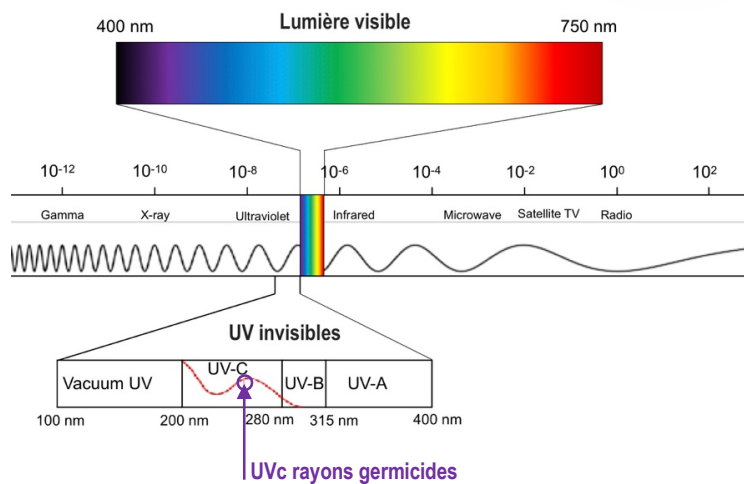 Lumière visible
400 nm 750 nm
10-12 10-10 10-8 10-6 10-4 10-2 100 102
Gamma X-ray Ultraviolet Infrared Microwave Satellite TV Radio
UV invisibles
Vacuum UV UV-C UV-B UV-A
100 nm 200 nm 280 nm 315 nm 400 nm
UVc rayons germicides